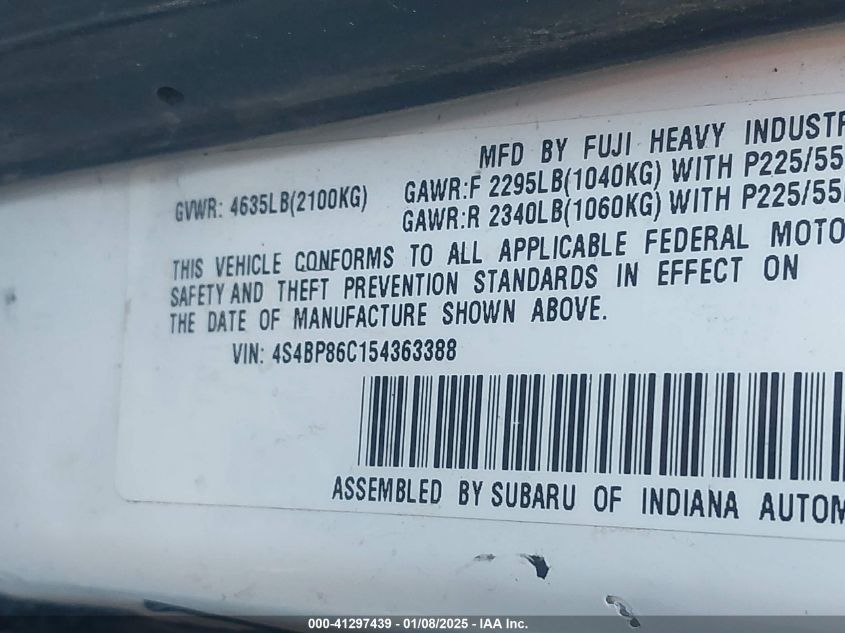 MFD BY FUJI HEAVY INDUSTR
GVWR: 4635LB(2100KG)
GAWR:F 2295LB(1040KG) WITH P225/55
GAWR:R 2340LB(1060KG) WITH P225/55
THIS VEHICLE CONFORMS TO ALL APPLICABLE FEDERAL MOTO
SAFETY AND THEFT PREVENTION STANDARDS IN EFFECT ON
THE DATE OF MANUFACTURE SHOWN ABOVE.
VIN: 4S4BP86C154363388
ASSEMBLED BY SUBARU OF INDIANA AUTOM
000-41297439 - 01/08/2025 - IAA Inc.